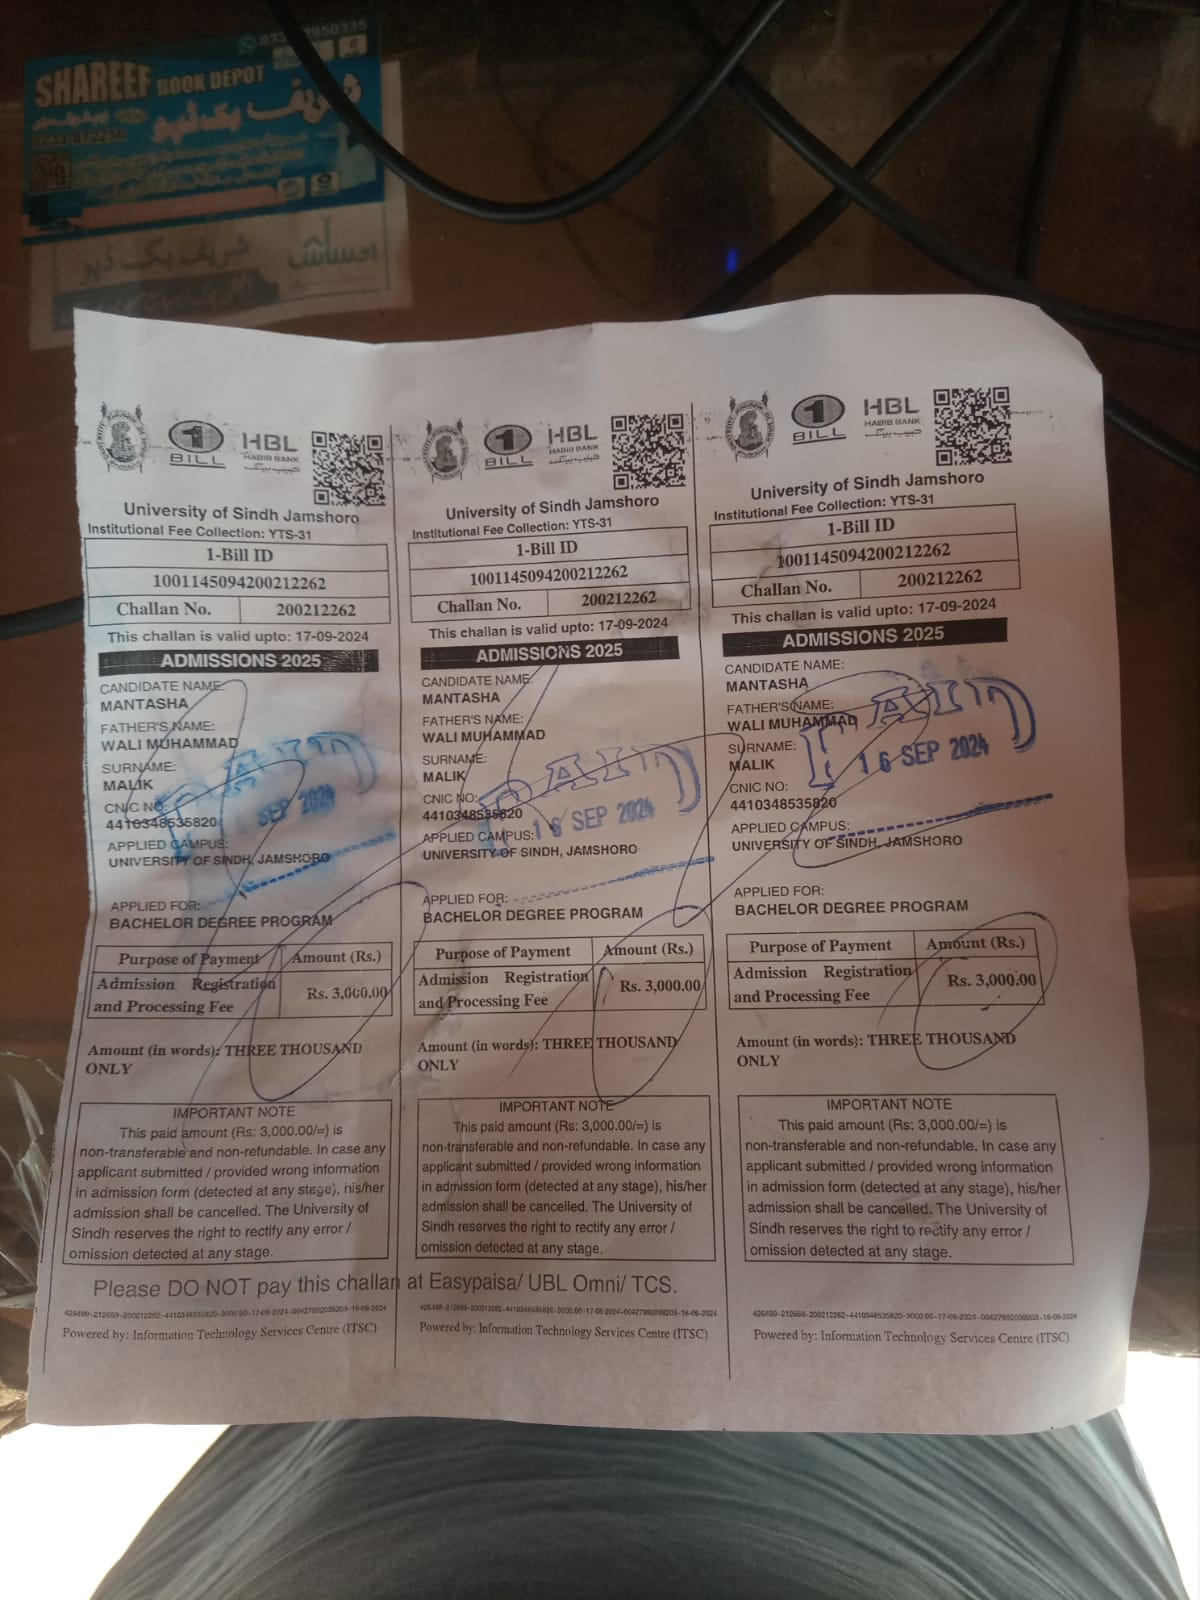 SHAREEF BOOK DEPOT
شریف بک ڈپو
0233-872256
شریف بک ڈپو
احساس
1
BILL
HBL
HABIB BANK
حبیب بینک
University of Sindh Jamshoro
Institutional Fee Collection: YTS-31
1-Bill ID
1001145094200212262
Challan No. 200212262
This challan is valid upto: 17-09-2024
ADMISSIONS 2025
CANDIDATE NAME:
MANTASHA
FATHER'S NAME:
WALI MUHAMMAD
SURNAME:
MALIK
CNIC NO:
4410348535820
APPLIED CAMPUS:
UNIVERSITY OF SINDH, JAMSHORO
PAID
SEP 2024
APPLIED FOR:
BACHELOR DEGREE PROGRAM
Purpose of Payment Amount (Rs.)
Admission Registration
and Processing Fee Rs. 3,000.00
Amount (in words): THREE THOUSAND
ONLY
IMPORTANT NOTE
This paid amount (Rs: 3,000.00/=) is
non-transferable and non-refundable. In case any
applicant submitted / provided wrong information
in admission form (detected at any stage), his/her
admission shall be cancelled. The University of
Sindh reserves the right to rectify any error /
omission detected at any stage.
1
BILL
HBL
HABIB BANK
حبیب بینک
University of Sindh Jamshoro
Institutional Fee Collection: YTS-31
1-Bill ID
1001145094200212262
Challan No. 200212262
This challan is valid upto: 17-09-2024
ADMISSIONS 2025
CANDIDATE NAME:
MANTASHA
FATHER'S NAME:
WALI MUHAMMAD
SURNAME:
MALIK
CNIC NO:
4410348535820
APPLIED CAMPUS:
UNIVERSITY OF SINDH, JAMSHORO
PAID
16 SEP 2024
APPLIED FOR:
BACHELOR DEGREE PROGRAM
Purpose of Payment Amount (Rs.)
Admission Registration
and Processing Fee Rs. 3,000.00
Amount (in words): THREE THOUSAND
ONLY
IMPORTANT NOTE
This paid amount (Rs: 3,000.00/=) is
non-transferable and non-refundable. In case any
applicant submitted / provided wrong information
in admission form (detected at any stage), his/her
admission shall be cancelled. The University of
Sindh reserves the right to rectify any error /
omission detected at any stage.
1
BILL
HBL
HABIB BANK
حبیب بینک
University of Sindh Jamshoro
Institutional Fee Collection: YTS-31
1-Bill ID
1001145094200212262
Challan No. 200212262
This challan is valid upto: 17-09-2024
ADMISSIONS 2025
CANDIDATE NAME:
MANTASHA
FATHER'S NAME:
WALI MUHAMMAD
SURNAME:
MALIK
CNIC NO:
4410348535820
APPLIED CAMPUS:
UNIVERSITY OF SINDH, JAMSHORO
PAID
16 SEP 2024
APPLIED FOR:
BACHELOR DEGREE PROGRAM
Purpose of Payment Amount (Rs.)
Admission Registration
and Processing Fee Rs. 3,000.00
Amount (in words): THREE THOUSAND
ONLY
IMPORTANT NOTE
This paid amount (Rs: 3,000.00/=) is
non-transferable and non-refundable. In case any
applicant submitted / provided wrong information
in admission form (detected at any stage), his/her
admission shall be cancelled. The University of
Sindh reserves the right to rectify any error /
omission detected at any stage.
Please DO NOT pay this challan at Easypaisa/ UBL Omni/ TCS.
Powered by: Information Technology Services Centre (ITSC)
Powered by: Information Technology Services Centre (ITSC)
Powered by: Information Technology Services Centre (ITSC)